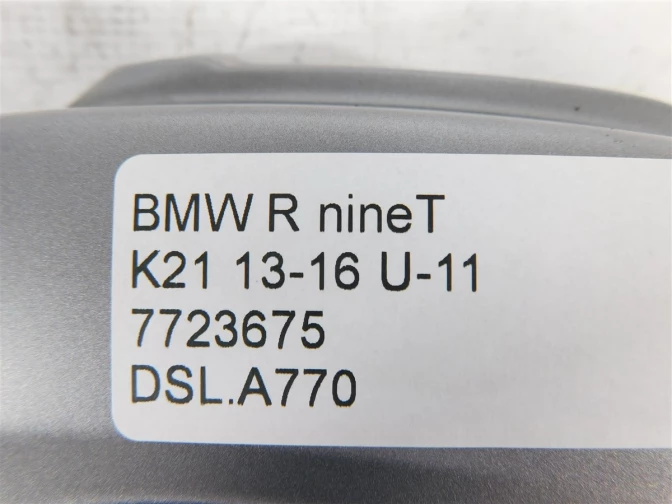 BMW R nineT
K21 13-16 U-11
7723675
DSL.A770